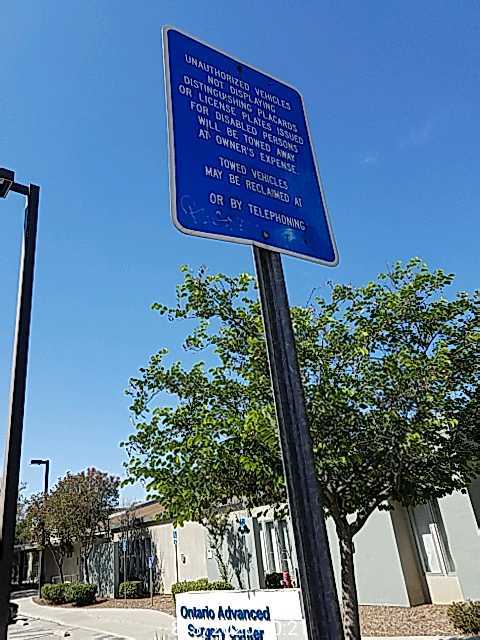 UNAUTHORIZED VEHICLES
NOT DISPLAYING
DISTINGUISHING PLACARDS
OR LICENSE PLATES ISSUED
FOR DISABLED PERSONS
WILL BE TOWED AWAY
AT OWNER'S EXPENSE.
TOWED VEHICLES
MAY BE RECLAIMED AT
OR BY TELEPHONING
Ontario Advanced
Surgery Center